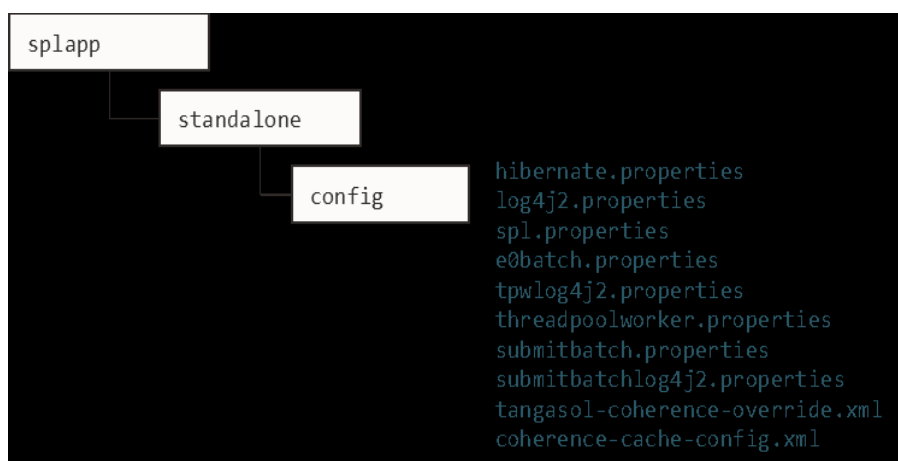 splapp
standalone
config
hibernate.properties
log4j2.properties
spl.properties
e0batch.properties
tpwlog4j2.properties
threadpoolworker.properties
submitbatch.properties
submitbatchlog4j2.properties
tangasol-coherence-override.xml
coherence-cache-config.xml